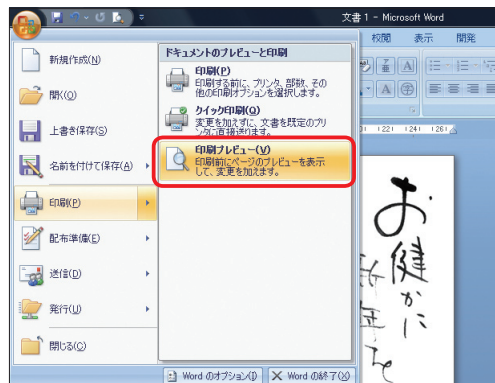 文書 1 - Microsoft Word
校閲 表示 開発
新規作成(N)
開く(O)
上書き保存(S)
名前を付けて保存(A)
印刷(P)
配布準備(E)
送信(D)
発行(U)
閉じる(C)
ドキュメントのプレビューと印刷
印刷(P)
印刷する前に、プリンタ、部数、その
他の印刷オプションを選択します。
クイック印刷(Q)
変更を加えずに、文書を既定のプリ
ンタに直接送ります。
印刷プレビュー(V)
印刷前にページのプレビューを表示
して、変更を加えます。
Word のオプション(I)
Word の終了(X)
22 24 26
お健かに